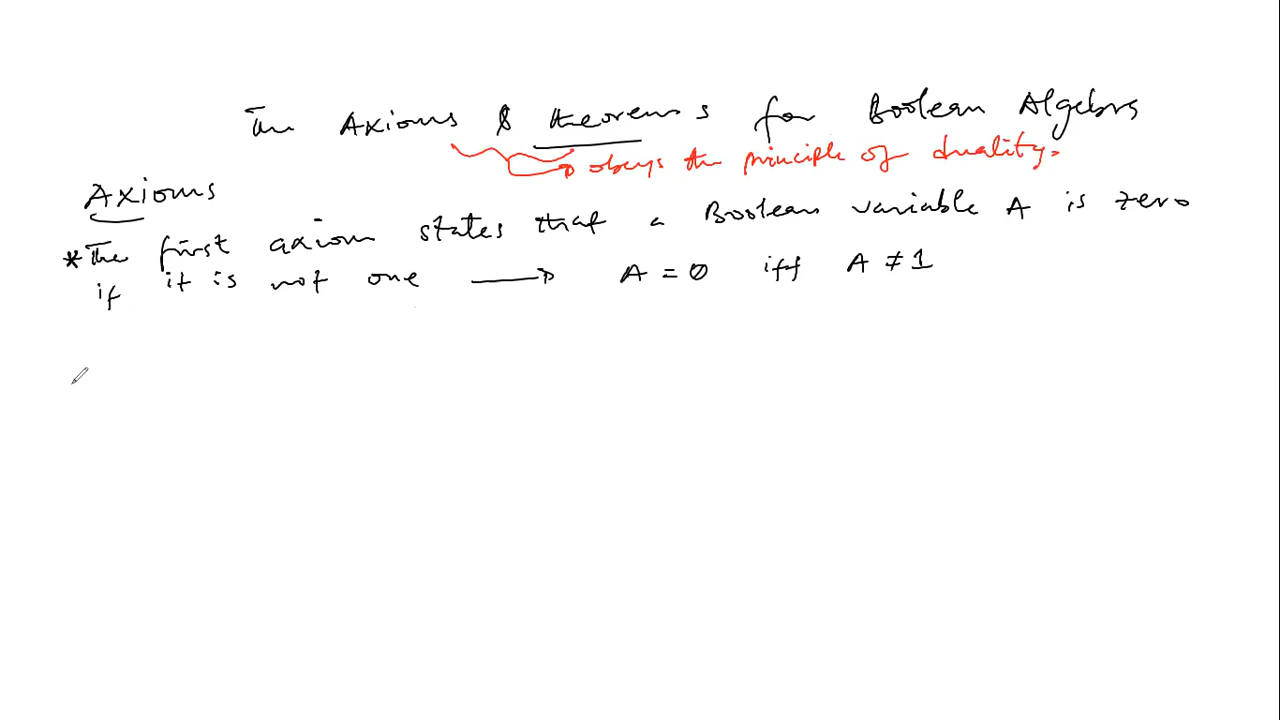 The Axioms & theorems for Boolean Algebra
obeys the principle of duality.
Axioms
* The first axiom states that a Boolean variable A is zero
if it is not one → A = 0 iff A ≠ 1